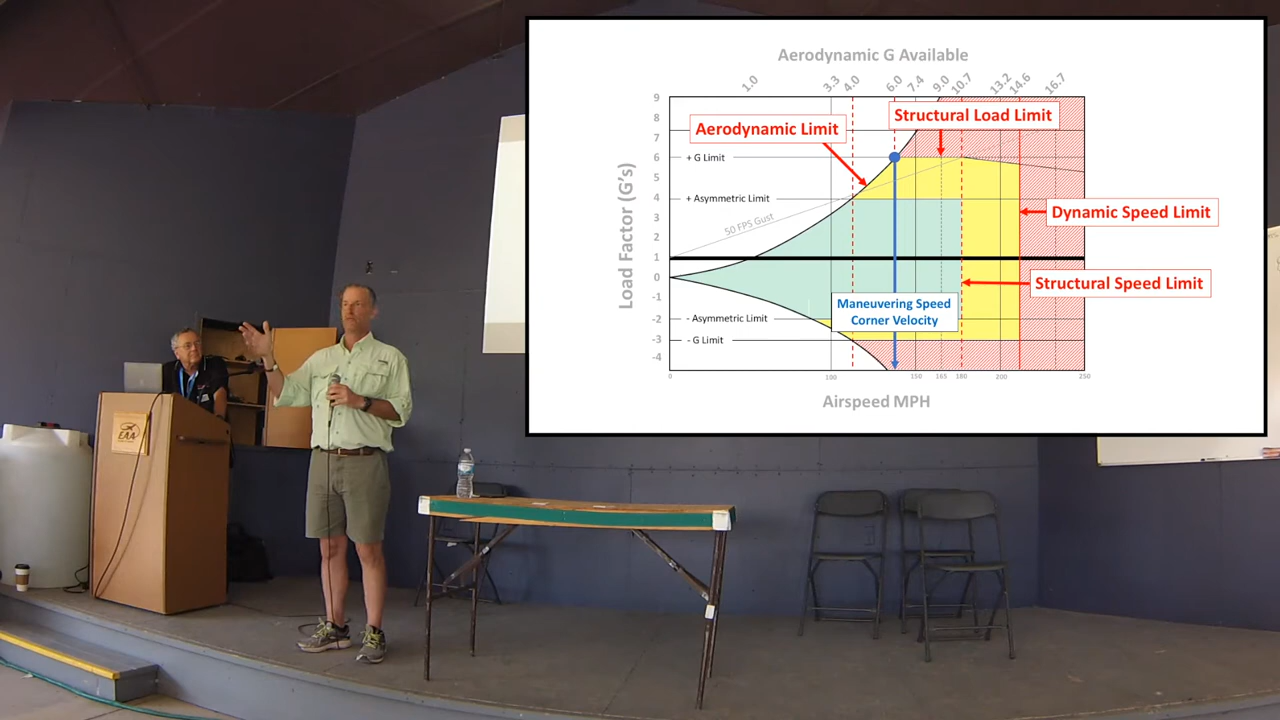 Aerodynamic G Available
1.0 3.3 4.0 6.0 7.4 9.0 10.7 13.2 14.6 16.7
9
8
7
6
5
4
3
2
1
0
-1
-2
-3
-4
Load Factor (G's)
Structural Load Limit
Aerodynamic Limit
+ G Limit
+ Asymmetric Limit
50 FPS Gust
Dynamic Speed Limit
Structural Speed Limit
Maneuvering Speed
Corner Velocity
- Asymmetric Limit
- G Limit
0 100 150 165 180 200 250
Airspeed MPH
EAA